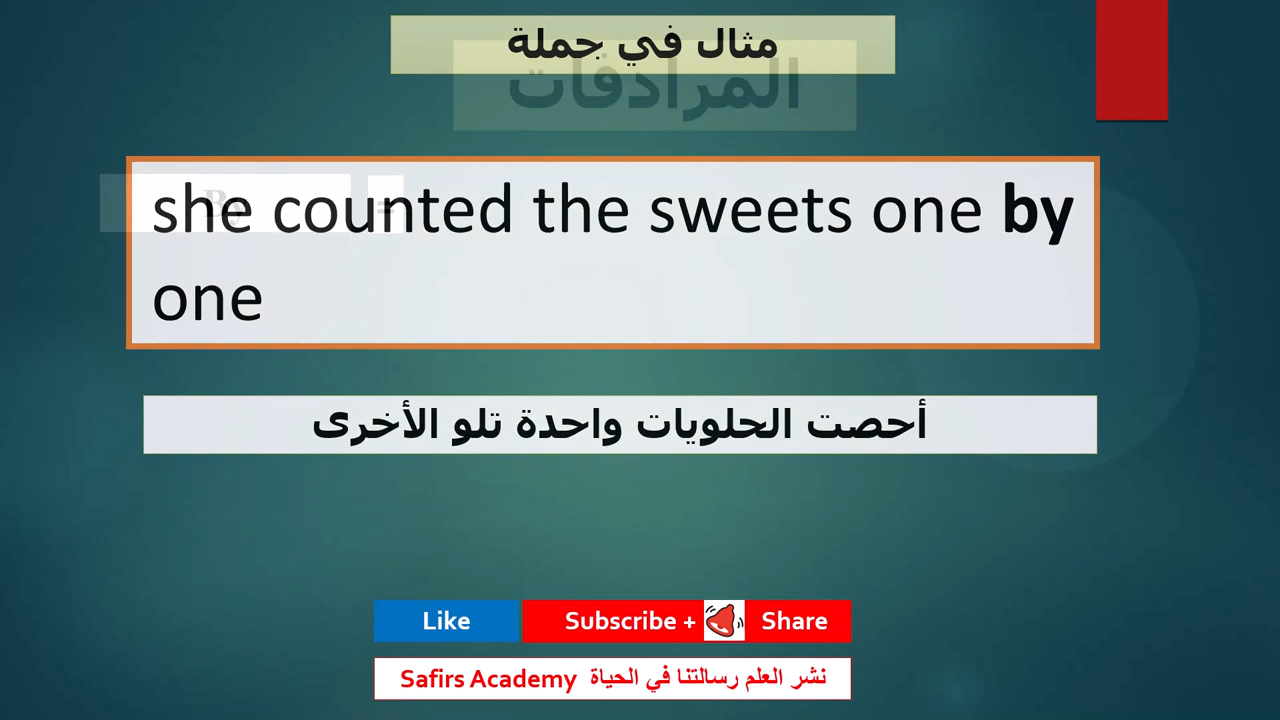 مثال في جملة
المرادفات
By =
she counted the sweets one by
one
أحصت الحلويات واحدة تلو الأخرى
Like Subscribe + Share
Safirs Academy نشر العلم رسالتنا في الحياة